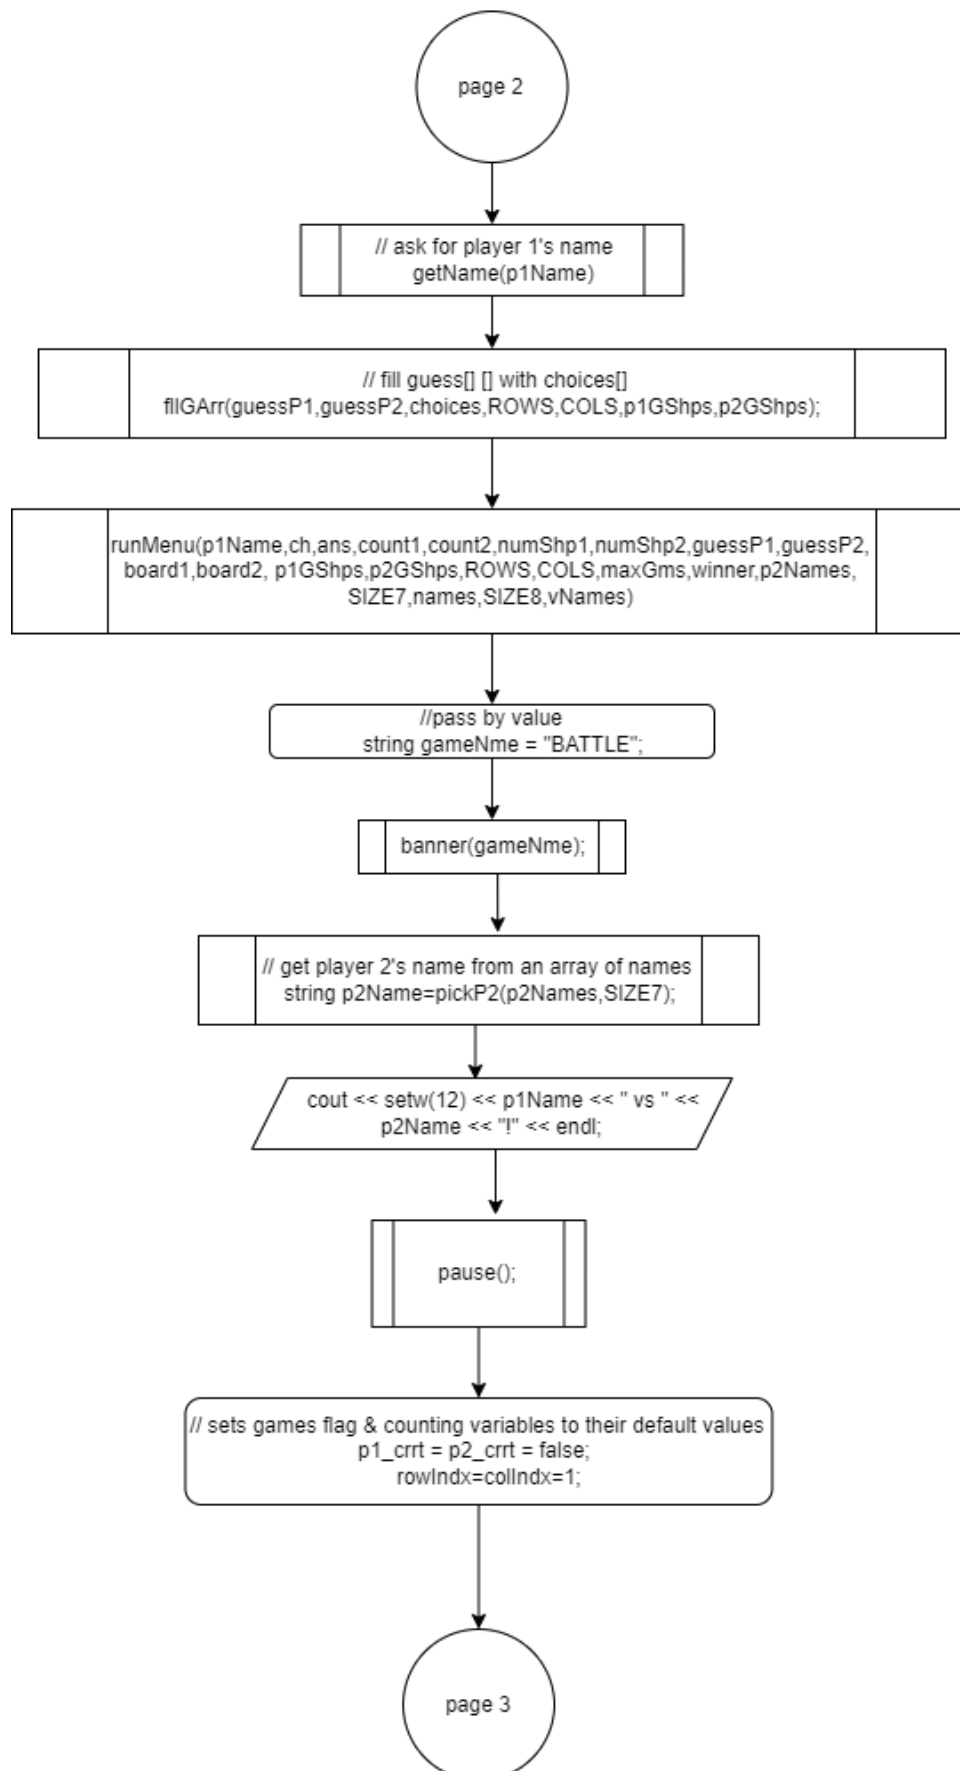 page 2
// ask for player 1's name
getName(p1Name)
// fill guess[] [] with choices[]
fllGArr(guessP1,guessP2,choices,ROWS,COLS,p1GShps,p2GShps);
runMenu(p1Name,ch,ans,count1,count2,numShp1,numShp2,guessP1,guessP2,
board1,board2, p1GShps,p2GShps,ROWS,COLS,maxGms,winner,p2Names,
SIZE7,names,SIZE8,vNames)
//pass by value
string gameNme = "BATTLE";
banner(gameNme);
// get player 2's name from an array of names
string p2Name=pickP2(p2Names,SIZE7);
cout << setw(12) << p1Name << " vs " <<
p2Name << "!" << endl;
pause();
// sets games flag & counting variables to their default values
p1_crrt = p2_crrt = false;
rowIndx=colIndx=1;
page 3